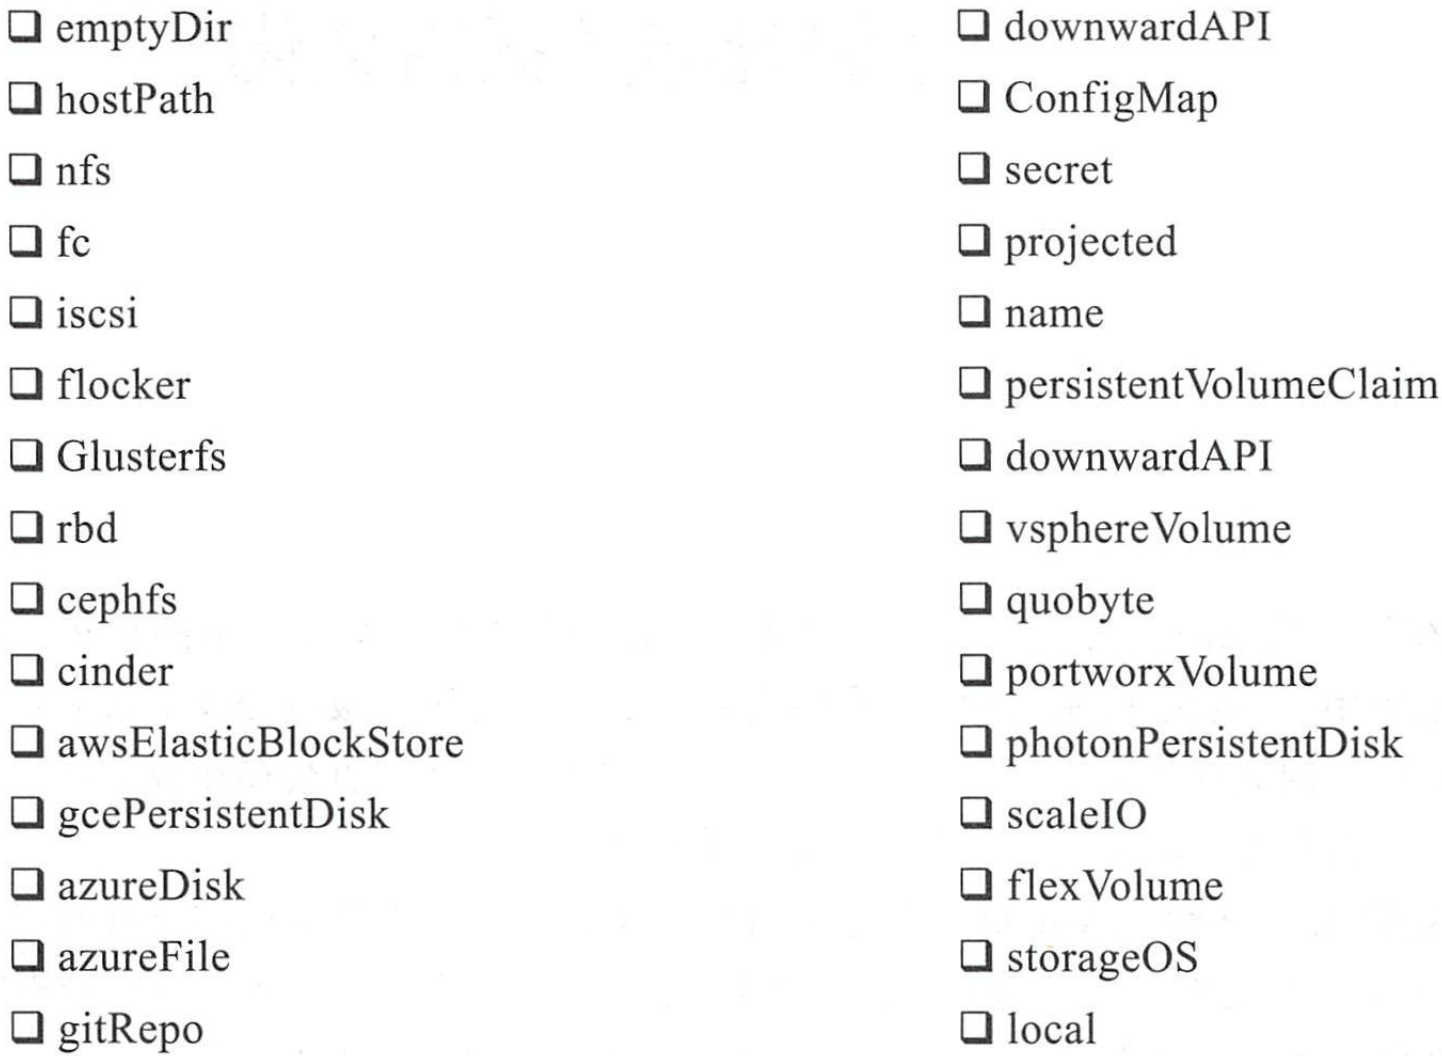 ❑ emptyDir
❑ hostPath
❑ nfs
❑ fc
❑ iscsi
❑ flocker
❑ Glusterfs
❑ rbd
❑ cephfs
❑ cinder
❑ awsElasticBlockStore
❑ gcePersistentDisk
❑ azureDisk
❑ azureFile
❑ gitRepo
❑ downwardAPI
❑ ConfigMap
❑ secret
❑ projected
❑ name
❑ persistentVolumeClaim
❑ downwardAPI
❑ vsphereVolume
❑ quobyte
❑ portworxVolume
❑ photonPersistentDisk
❑ scaleIO
❑ flexVolume
❑ storageOS
❑ local